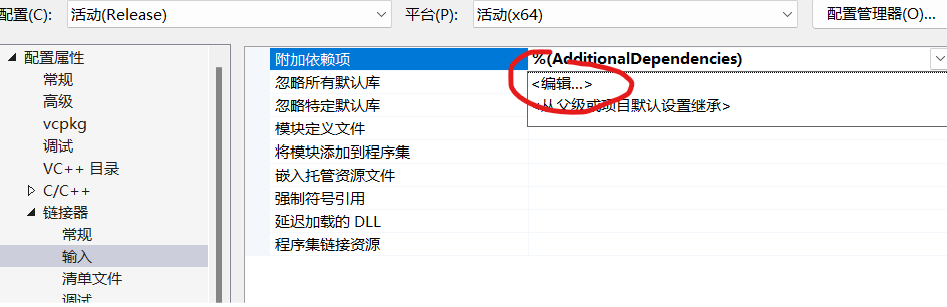 配置(C): 活动(Release) 平台(P): 活动(x64) 配置管理器(O)...
配置属性
常规
高级
vcpkg
调试
VC++ 目录
C/C++
链接器
常规
输入
清单文件
调试
附加依赖项 %(AdditionalDependencies)
忽略所有默认库 <编辑...>
忽略特定默认库 <从父级或项目默认设置继承>
模块定义文件
将模块添加到程序集
嵌入托管资源文件
强制符号引用
延迟加载的 DLL
程序集链接资源